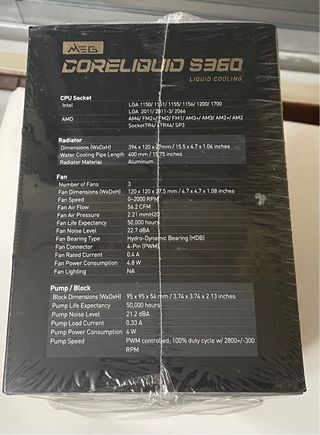 MEG
CORELIQUID S360
LIQUID COOLING
CPU Socket
Intel LGA 1150/ 1151/ 1155/ 1156/ 1200/ 1700
LGA 2011/ 2011-3/ 2066
AMD AM4/ FM2+/ FM2/ FM1/ AM3+/ AM3/ AM2+/ AM2
SocketTR4/ sTRX4/ SP3
Radiator
Dimensions (WxDxH) 394 x 120 x 27mm / 15.5 x 4.7 x 1.06 inches
Water Cooling Pipe Length 400 mm / 15.75 inches
Radiator Material Aluminum
Fan
Number of Fans 3
Fan Dimensions (WxDxH) 120 x 120 x 27.5 mm / 4.7 x 4.7 x 1.08 inches
Fan Speed 0~2000 RPM
Fan Air Flow 56.2 CFM
Fan Air Pressure 2.21 mmH2O
Fan Life Expectancy 50,000 hours
Fan Noise Level 22.7 dBA
Fan Bearing Type Hydro-Dynamic Bearing (HDB)
Fan Connector 4-Pin (PWM)
Fan Rated Current 0.4 A
Fan Power Consumption 4.8 W
Fan Lighting NA
Pump / Block
Block Dimensions (WxDxH) 95 x 95 x 54 mm / 3.74 x 3.74 x 2.13 inches
Pump Life Expectancy 50,000 hours
Pump Noise Level 21.2 dBA
Pump Load Current 0.33 A
Pump Power Consumption 4 W
Pump Speed PWM controlled; 100% duty cycle w/ 2800+/-300
RPM